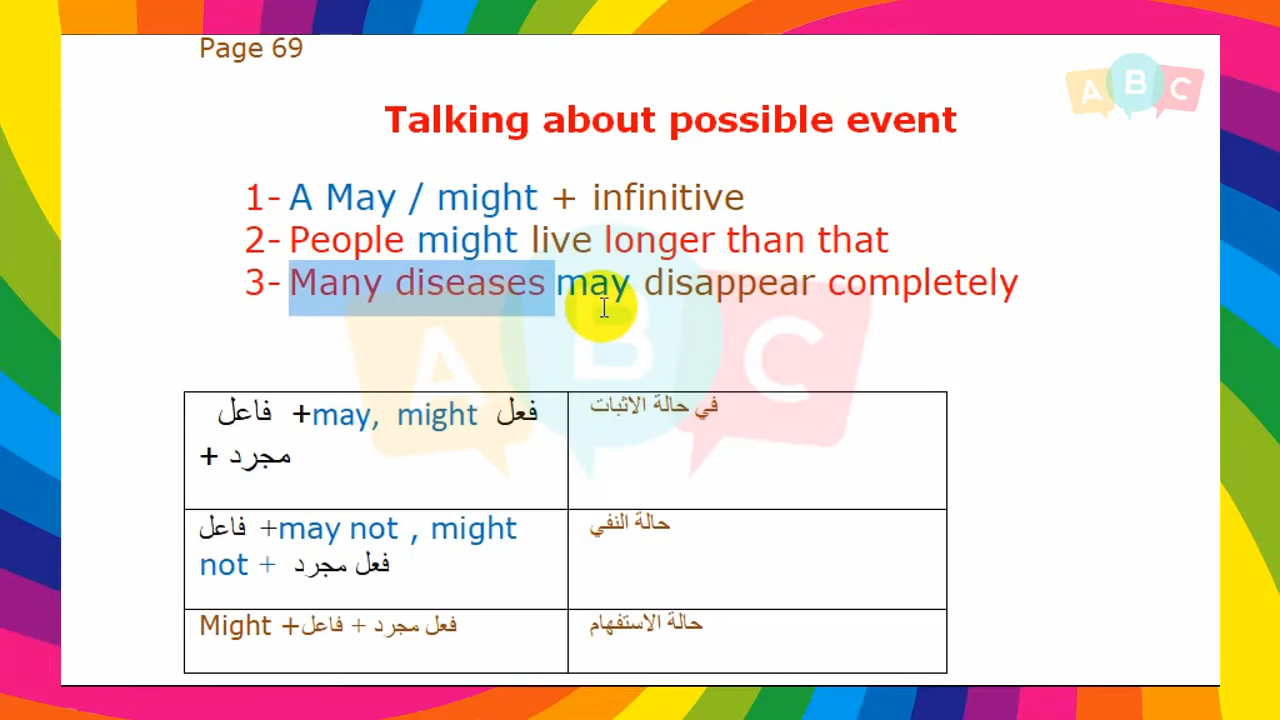 Page 69
A B C
Talking about possible event
1- A May / might + infinitive
2- People might live longer than that
3- Many diseases may disappear completely
A B C
فاعل +may, might فعل
مجرد +
في حالة الاثبات
فاعل +may not , might
not + فعل مجرد
حالة النفي
Might +فاعل + فعل مجرد
حالة الاستفهام